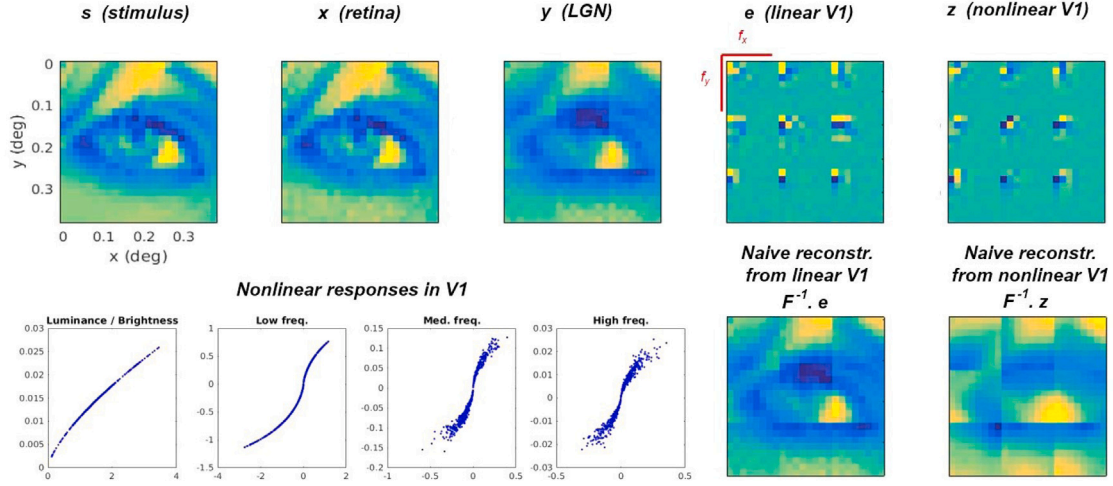 s (stimulus)
x (retina)
y (LGN)
e (linear V1)
z (nonlinear V1)
f_x
f_y
0
0.1
0.2
0.3
y (deg)
0 0.1 0.2 0.3
x (deg)
Nonlinear responses in V1
Naive reconstr.
from linear V1
F⁻¹. e
Naive reconstr.
from nonlinear V1
F⁻¹. z
Luminance / Brightness
0.03
0.025
0.02
0.015
0.01
0.005
0
0 2 4
Low freq.
1
0.5
0
-0.5
-1
-1.5
-4 -2 0 2
Med. freq.
0.15
0.1
0.05
0
-0.05
-0.1
-0.15
-0.2
-1 -0.5 0 0.5
High freq.
0.03
0.02
0.01
0
-0.01
-0.02
-0.03
-0.5 0 0.5